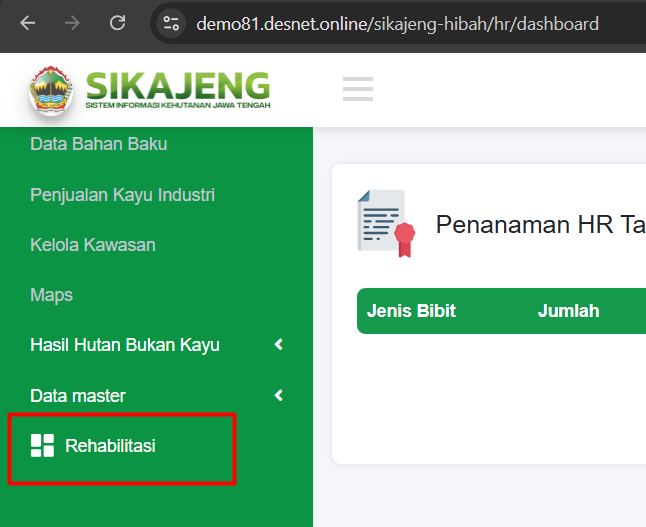 demo81.desnet.online/sikajeng-hibah/hr/dashboard
SIKAJENG
SISTEM INFORMASI KEHUTANAN JAWA TENGAH
Data Bahan Baku
Penjualan Kayu Industri
Kelola Kawasan
Maps
Hasil Hutan Bukan Kayu
Data master
Rehabilitasi
Penanaman HR Ta
Jenis Bibit Jumlah